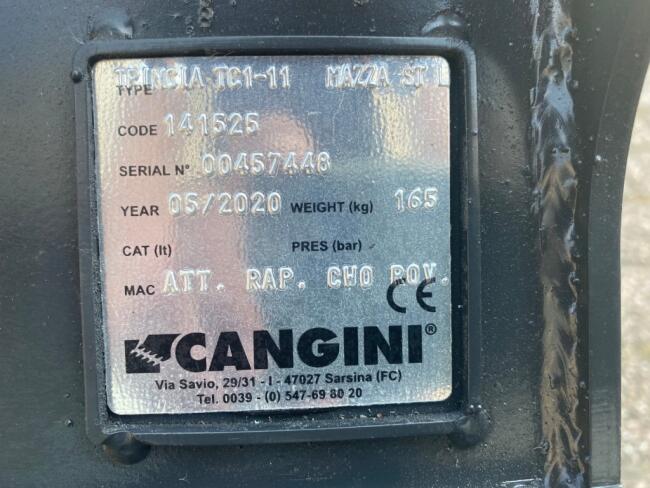 TYPE TRINCIA TC1-11 MAZZA ST L
CODE 141525
SERIAL N° 00457448
YEAR 05/2020 WEIGHT (kg) 165
CAT (lt) PRES (bar)
MAC ATT. RAP. CWO ROV.
CE
CANGINI®
Via Savio, 29/31 - I - 47027 Sarsina (FC)
Tel. 0039 - (0) 547-69 80 20